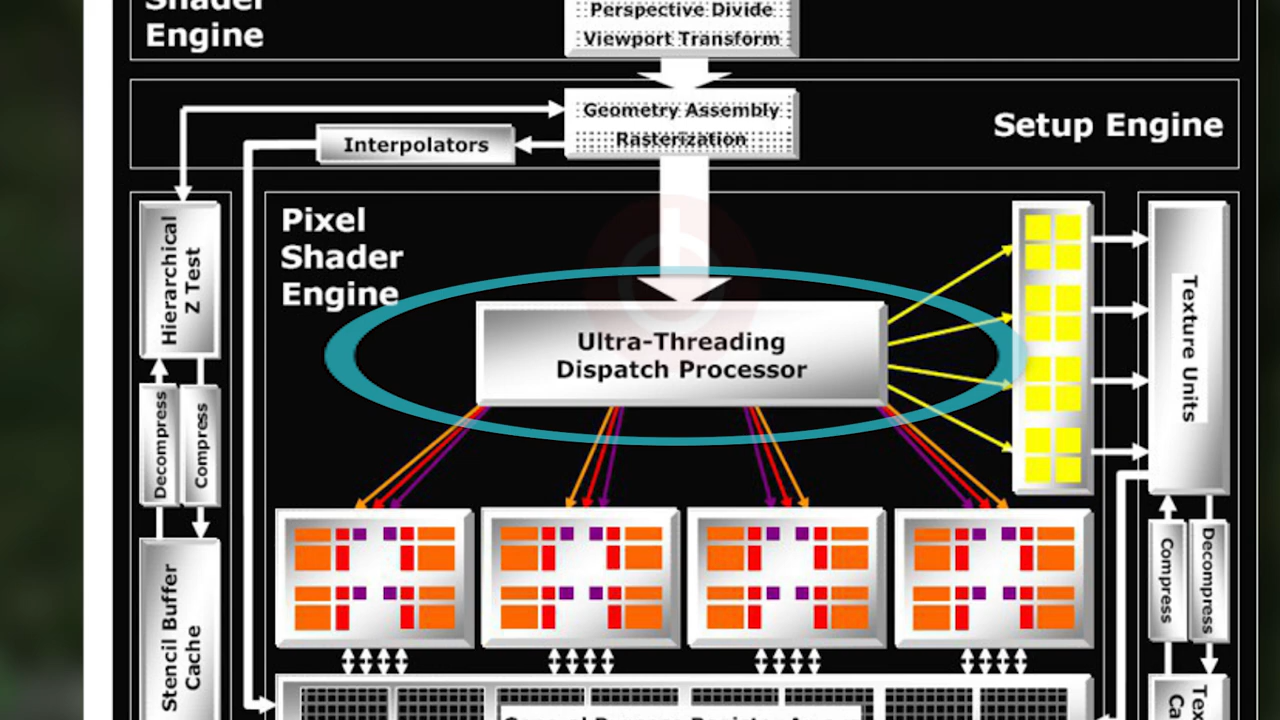 Shader
Engine
Perspective Divide
Viewport Transform
Geometry Assembly
Rasterization
Setup Engine
Interpolators
Hierarchical
Z Test
Pixel
Shader
Engine
Ultra-Threading
Dispatch Processor
Texture Units
Decompress
Compress
Compress
Decompress
Stencil Buffer
Cache